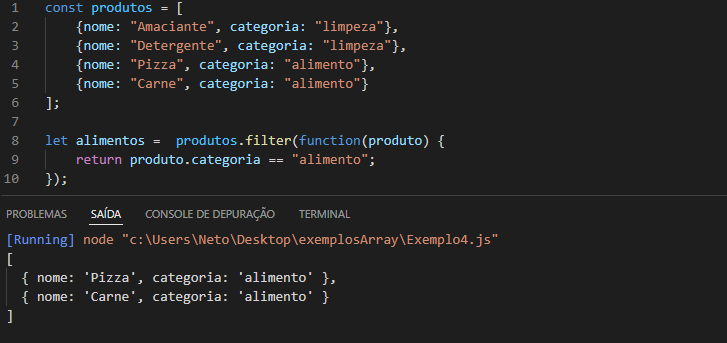 1 const produtos = [
2 {nome: "Amaciante", categoria: "limpeza"},
3 {nome: "Detergente", categoria: "limpeza"},
4 {nome: "Pizza", categoria: "alimento"},
5 {nome: "Carne", categoria: "alimento"}
6 ];
7
8 let alimentos =  produtos.filter(function(produto) {
9 return produto.categoria == "alimento";
10 });
PROBLEMAS SAÍDA CONSOLE DE DEPURAÇÃO TERMINAL
[Running] node "c:\Users\Neto\Desktop\exemplosArray\Exemplo4.js"
[
{ nome: 'Pizza', categoria: 'alimento' },
{ nome: 'Carne', categoria: 'alimento' }
]